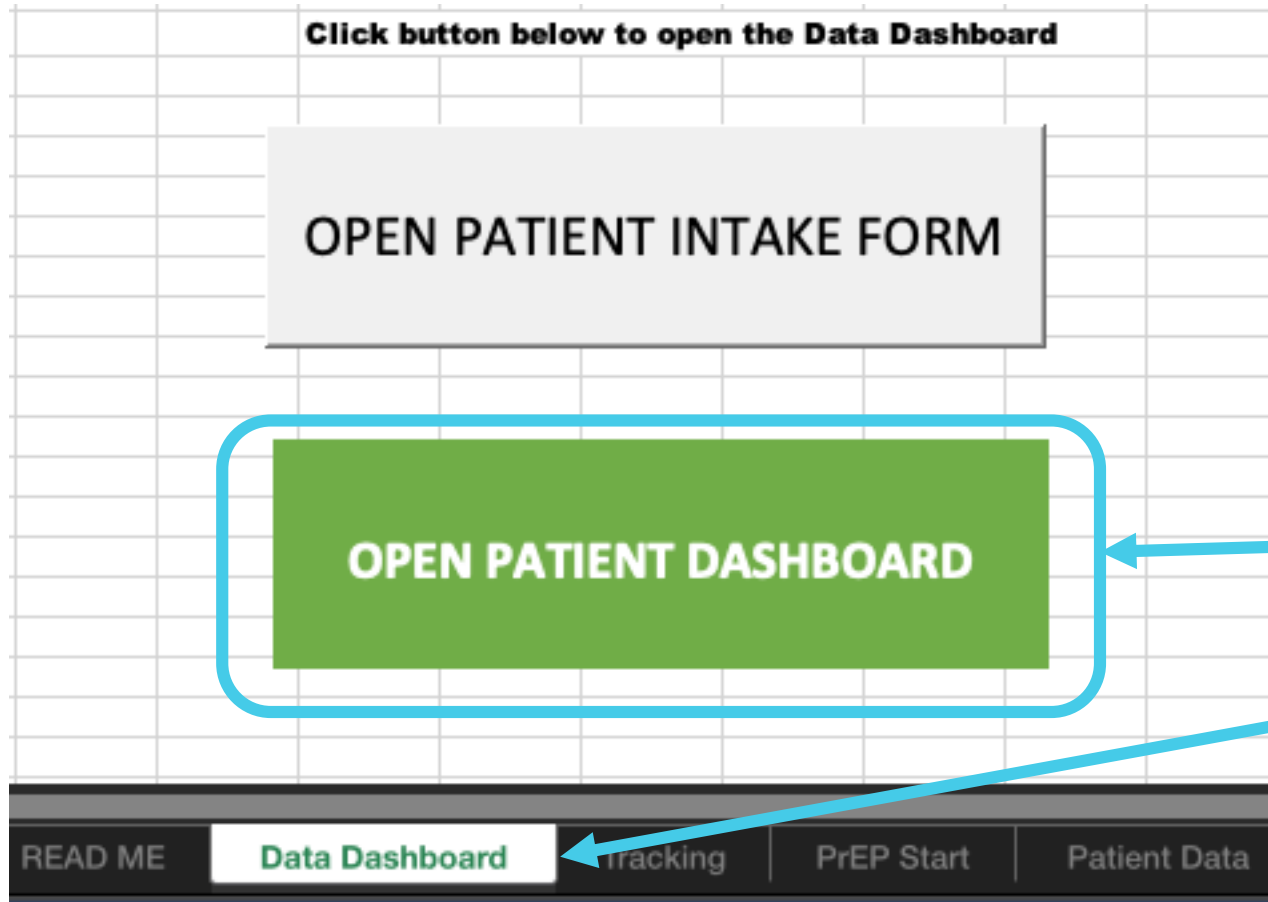 Click button below to open the Data Dashboard
OPEN PATIENT INTAKE FORM
OPEN PATIENT DASHBOARD
READ ME Data Dashboard Tracking PrEP Start Patient Data